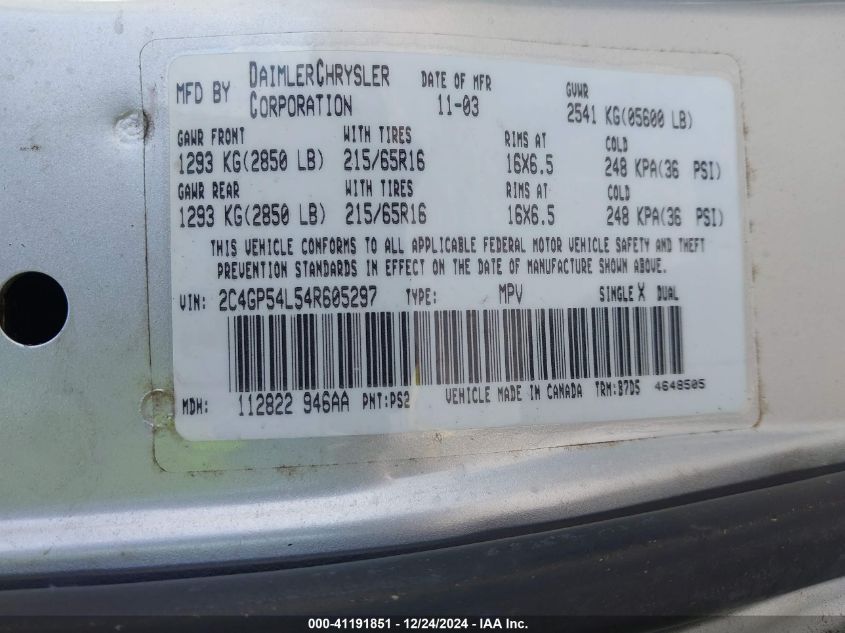 MFD BY DAIMLERCHRYSLER CORPORATION DATE OF MFR 11-03 GVWR 2541 KG(05600 LB)
GAWR FRONT WITH TIRES RIMS AT COLD
1293 KG(2850 LB) 215/65R16 16X6.5 248 KPA(36 PSI)
GAWR REAR WITH TIRES RIMS AT COLD
1293 KG(2850 LB) 215/65R16 16X6.5 248 KPA(36 PSI)
THIS VEHICLE CONFORMS TO ALL APPLICABLE FEDERAL MOTOR VEHICLE SAFETY AND THEFT
PREVENTION STANDARDS IN EFFECT ON THE DATE OF MANUFACTURE SHOWN ABOVE.
VIN: 2C4GP54L54R605297 TYPE: MPV SINGLE X DUAL
MDH: 112822 946AA PNT:PS2 VEHICLE MADE IN CANADA TRM:B7D5 4648505
000-41191851 / 12/24/2024 - IAA Inc.